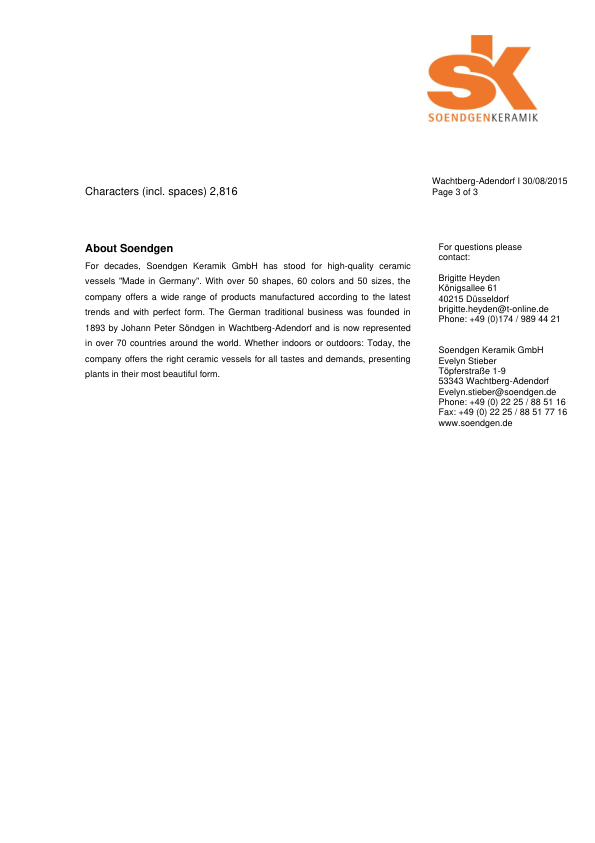 sk
SOENDGENKERAMIK
Wachtberg-Adendorf I 30/08/2015
Page 3 of 3
Characters (incl. spaces) 2,816
About Soendgen
For decades, Soendgen Keramik GmbH has stood for high-quality ceramic
vessels "Made in Germany". With over 50 shapes, 60 colors and 50 sizes, the
company offers a wide range of products manufactured according to the latest
trends and with perfect form. The German traditional business was founded in
1893 by Johann Peter Söndgen in Wachtberg-Adendorf and is now represented
in over 70 countries around the world. Whether indoors or outdoors: Today, the
company offers the right ceramic vessels for all tastes and demands, presenting
plants in their most beautiful form.
For questions please
contact:
Brigitte Heyden
Königsallee 61
40215 Düsseldorf
brigitte.heyden@t-online.de
Phone: +49 (0)174 / 989 44 21
Soendgen Keramik GmbH
Evelyn Stieber
Töpferstraße 1-9
53343 Wachtberg-Adendorf
Evelyn.stieber@soendgen.de
Phone: +49 (0) 22 25 / 88 51 16
Fax: +49 (0) 22 25 / 88 51 77 16
www.soendgen.de